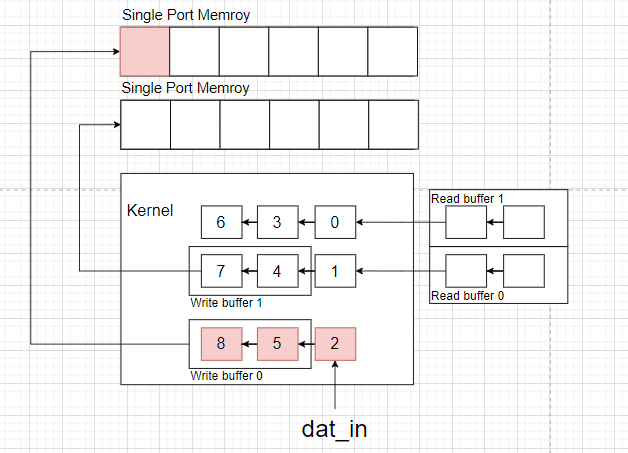 Single Port Memroy
Single Port Memroy
Kernel
6 3 0
Read buffer 1
7 4 1
Write buffer 1
Read buffer 0
8 5 2
Write buffer 0
dat_in